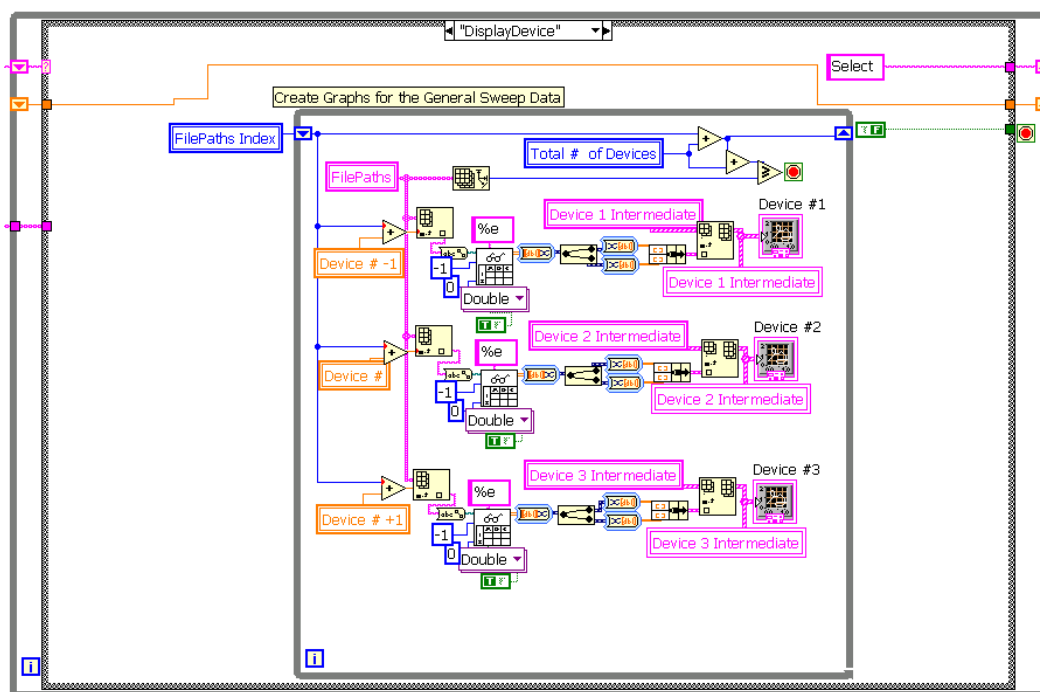 "DisplayDevice"
Select
Create Graphs for the General Sweep Data
FilePaths Index
Total # of Devices
FilePaths
Device #1
Device 1 Intermediate
%e
Device # -1
-1
0
Double
Device 1 Intermediate
T
F
Device #2
Device 2 Intermediate
%e
Device #
-1
0
Double
Device 2 Intermediate
T
Device #3
Device 3 Intermediate
%e
Device # +1
-1
0
Double
Device 3 Intermediate
T
i
i